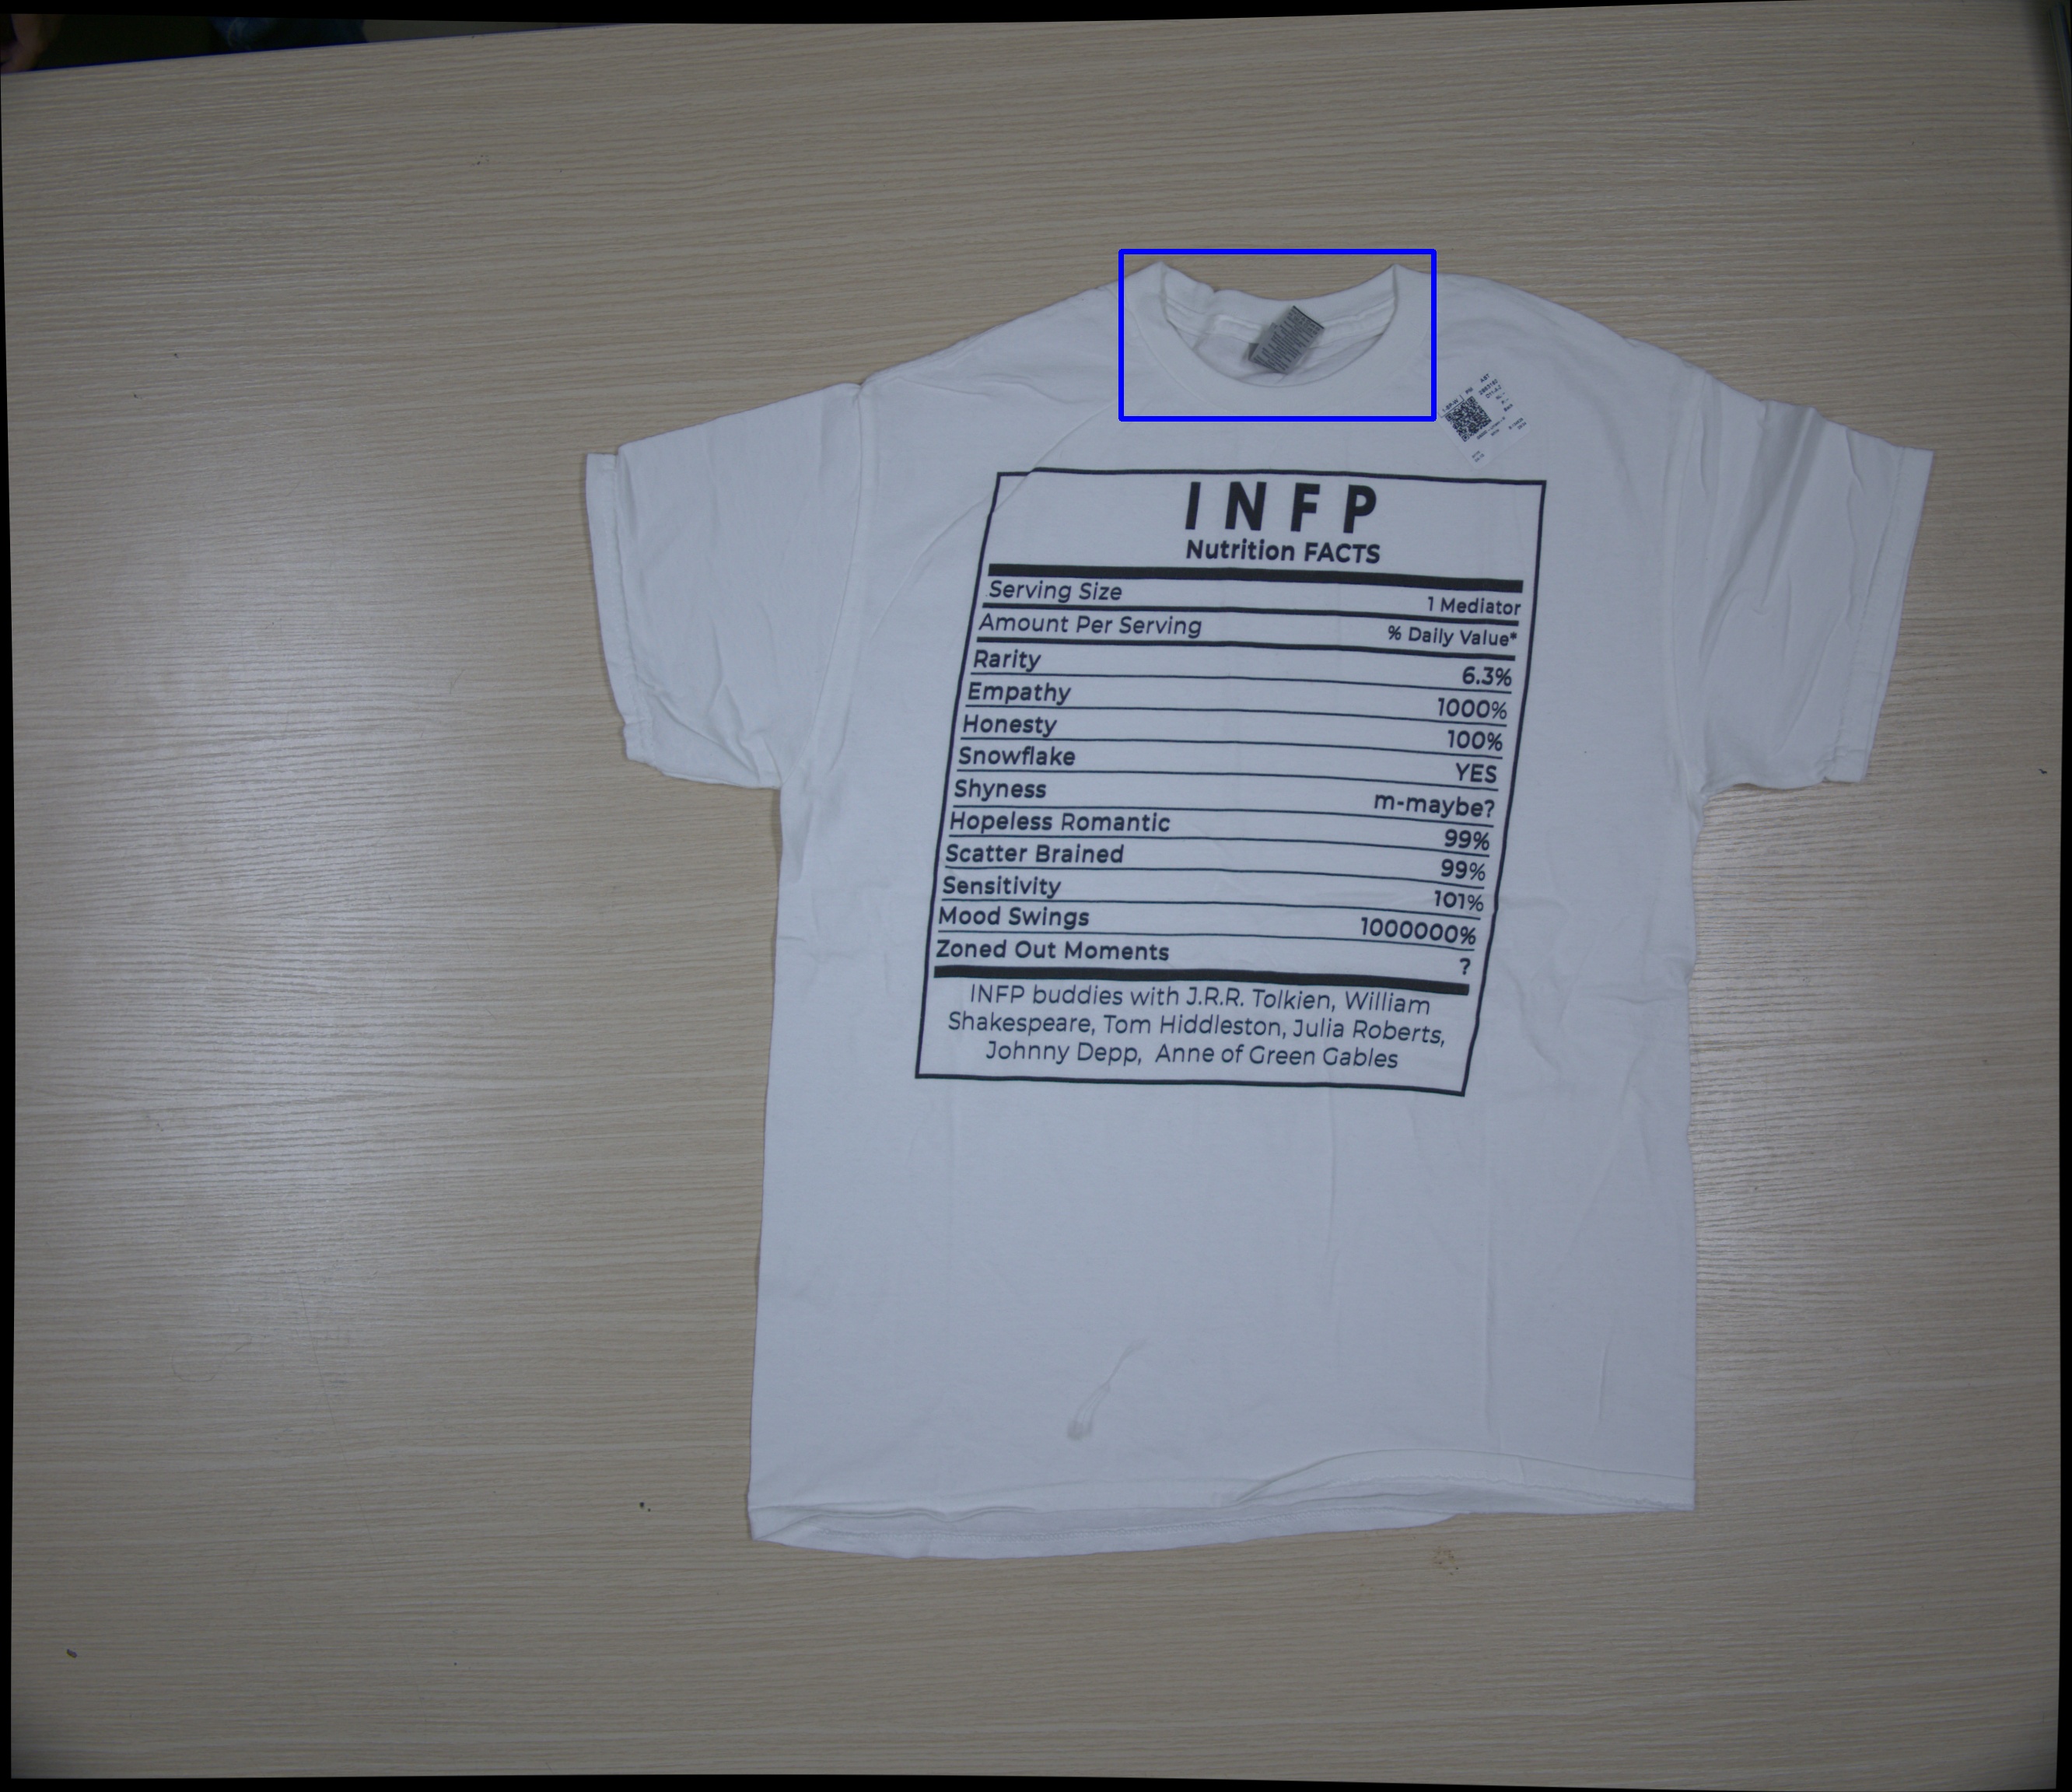 INFP
Nutrition FACTS
Serving Size 1 Mediator
Amount Per Serving % Daily Value*
Rarity 6.3%
Empathy 1000%
Honesty 100%
Snowflake YES
Shyness m-maybe?
Hopeless Romantic 99%
Scatter Brained 99%
Sensitivity 101%
Mood Swings 1000000%
Zoned Out Moments ?
INFP buddies with J.R.R. Tolkien, William
Shakespeare, Tom Hiddleston, Julia Roberts,
Johnny Depp, Anne of Green Gables